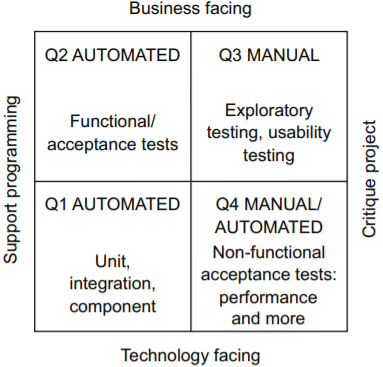 Business facing
Support programming
Q2 AUTOMATED
Functional/
acceptance tests
Q3 MANUAL
Exploratory
testing, usability
testing
Q1 AUTOMATED
Unit,
integration,
component
Q4 MANUAL/
AUTOMATED
Non-functional
acceptance tests:
performance
and more
Critique project
Technology facing